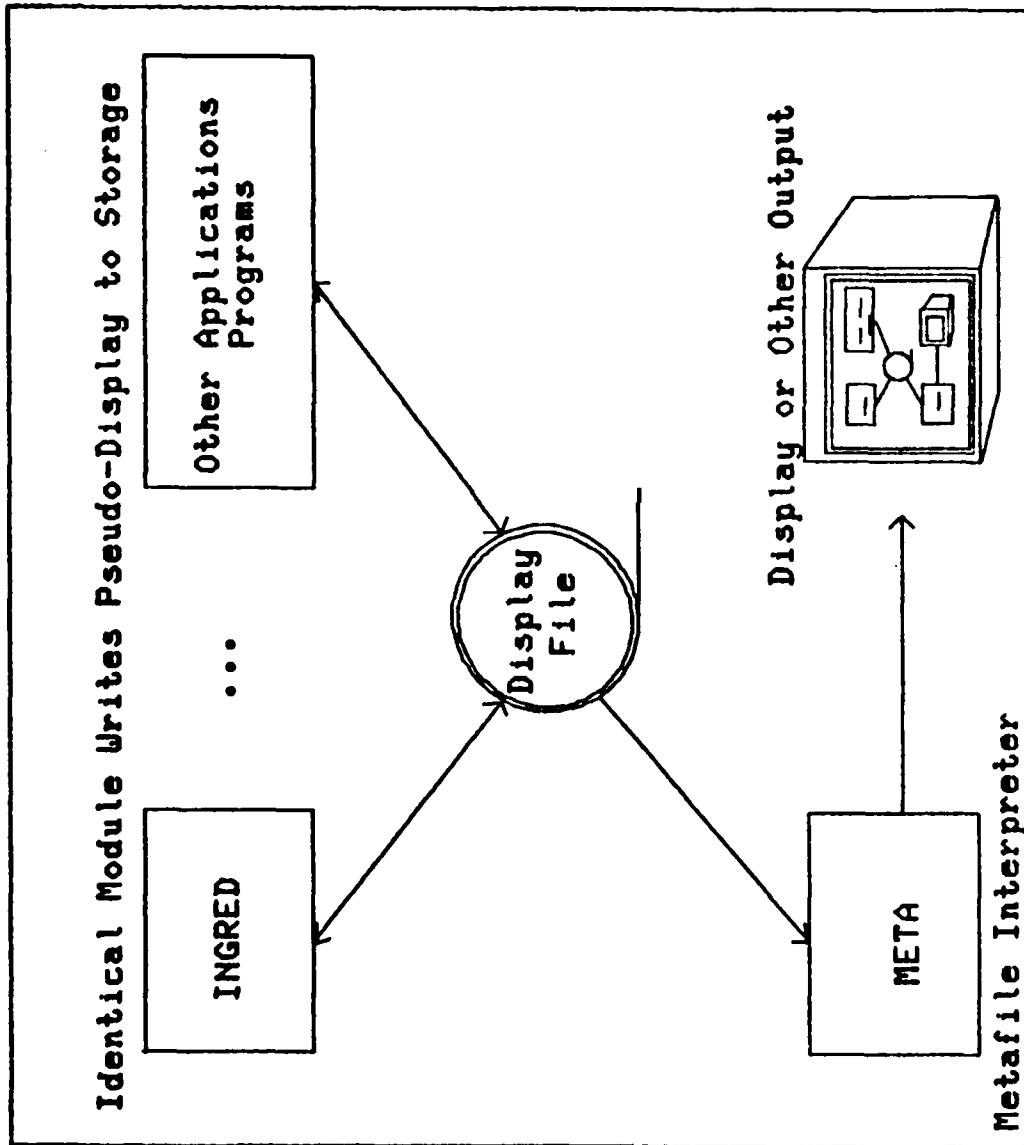 Identical Module Writes Pseudo-Display to Storage
INGRED
...
Other Applications
Programs
Display
File
META
Display or Other Output
Metafile Interpreter